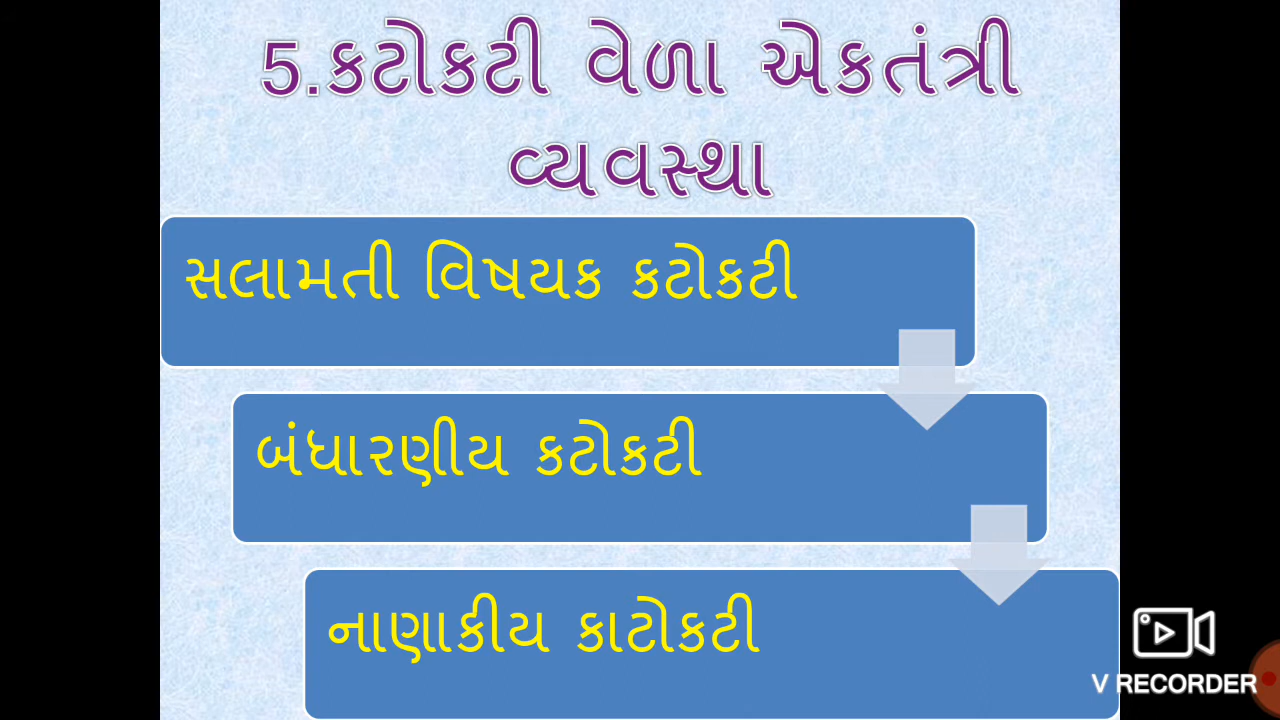 5.કટોકટી વેળા એકતંત્રી
વ્યવસ્થા
સલામતી વિષયક કટોકટી
બંધારણીય કટોકટી
નાણાકીય કાટોકટી
V RECORDER